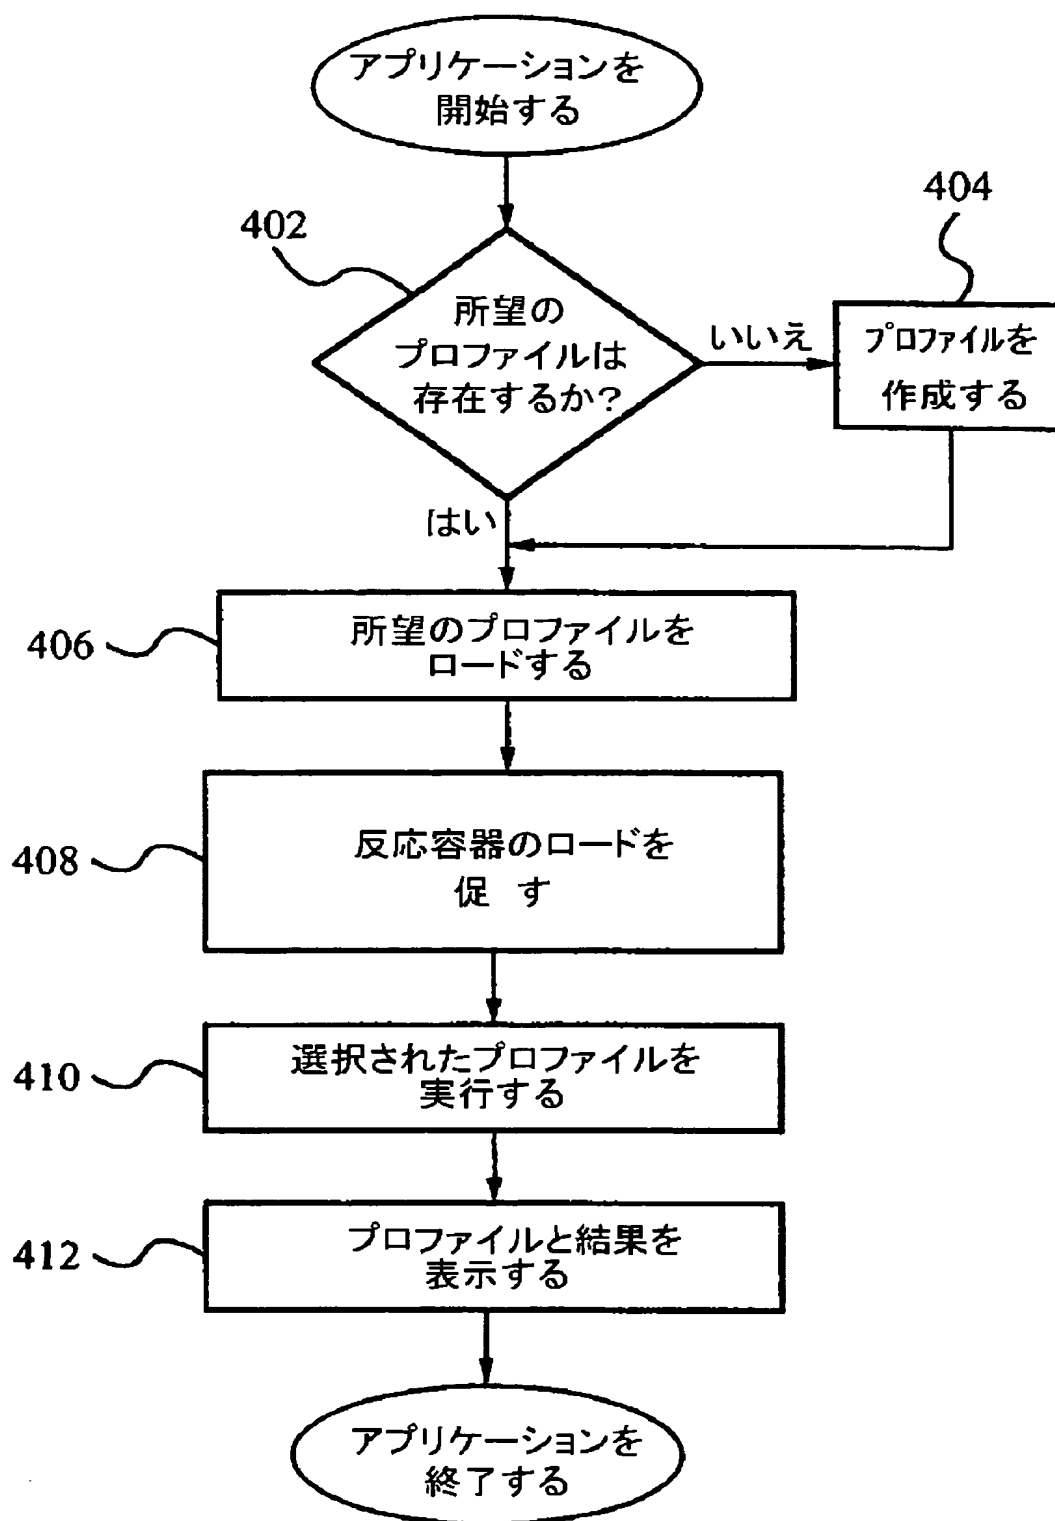 アプリケーションを
開始する
402
404
所望の
プロファイルは
存在するか?
いいえ
プロファイルを
作成する
はい
406
所望のプロファイルを
ロードする
408
反応容器のロードを
促 す
410
選択されたプロファイルを
実行する
412
プロファイルと結果を
表示する
アプリケーションを
終了する